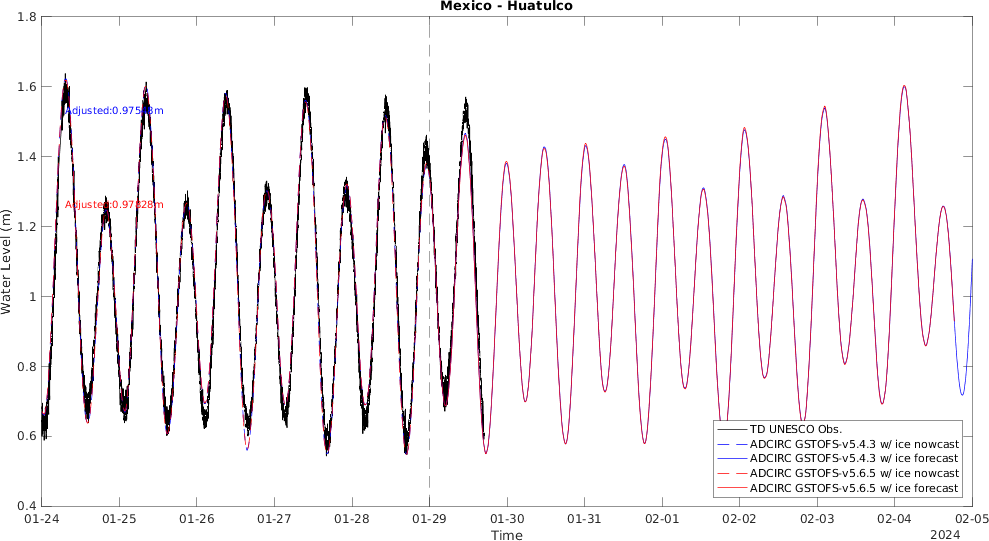 Mexico - Huatulco
Water Level (m)
1.8
1.6
1.4
1.2
1
0.8
0.6
0.4
Adjusted:0.97828m
TD UNESCO Obs.
ADCIRC GSTOFS-v5.4.3 w/ ice nowcast
ADCIRC GSTOFS-v5.4.3 w/ ice forecast
ADCIRC GSTOFS-v5.6.5 w/ ice nowcast
ADCIRC GSTOFS-v5.6.5 w/ ice forecast
01-24 01-25 01-26 01-27 01-28 01-29 01-30 01-31 02-01 02-02 02-03 02-04 02-05
Time
2024